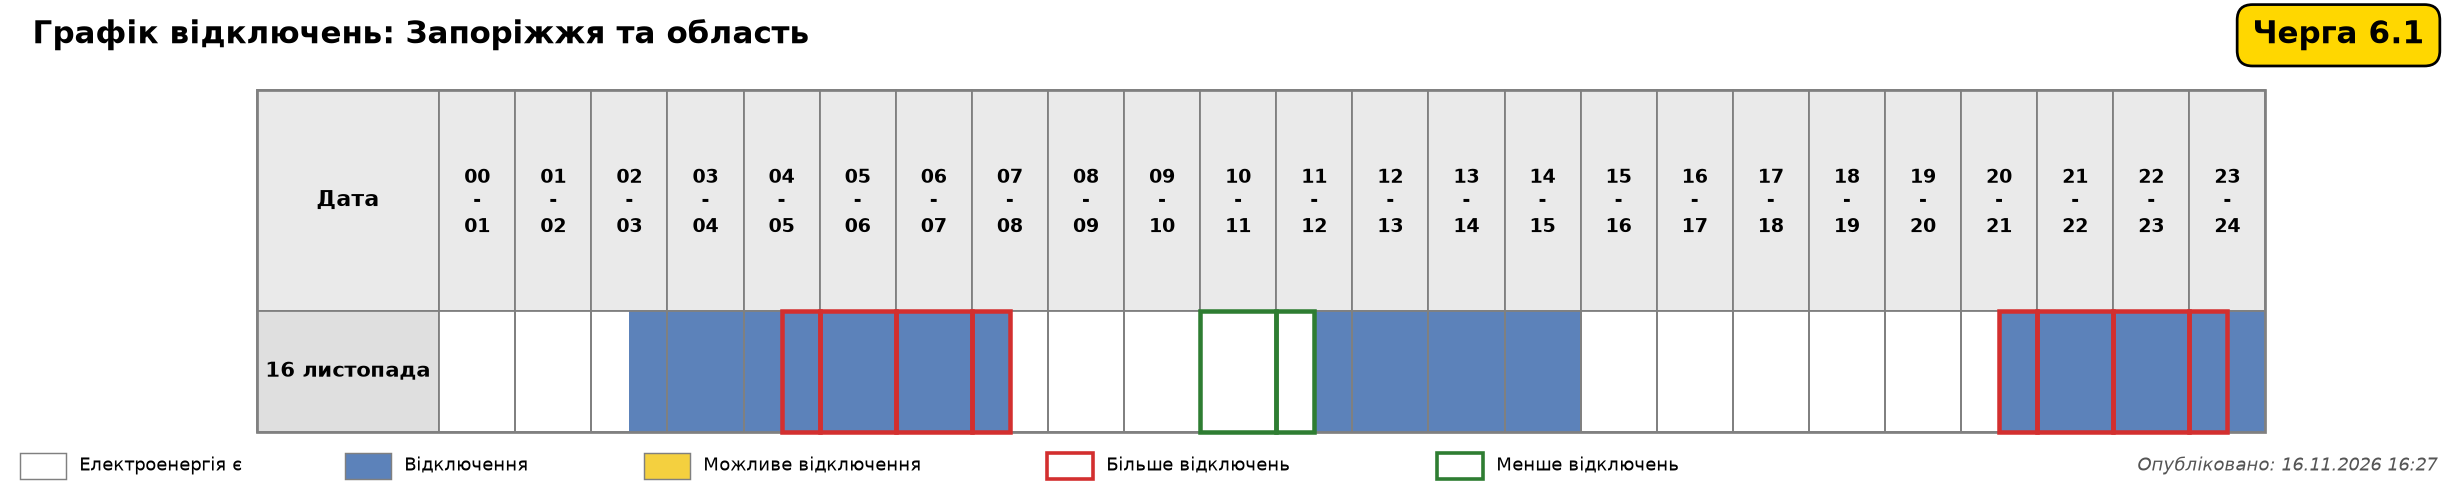 Графік відключень: Запоріжжя та область
Черга 6.1
Дата
00 - 01
01 - 02
02 - 03
03 - 04
04 - 05
05 - 06
06 - 07
07 - 08
08 - 09
09 - 10
10 - 11
11 - 12
12 - 13
13 - 14
14 - 15
15 - 16
16 - 17
17 - 18
18 - 19
19 - 20
20 - 21
21 - 22
22 - 23
23 - 24
16 листопада
Електроенергія є
Відключення
Можливе відключення
Більше відключень
Менше відключень
Опубліковано: 16.11.2026 16:27